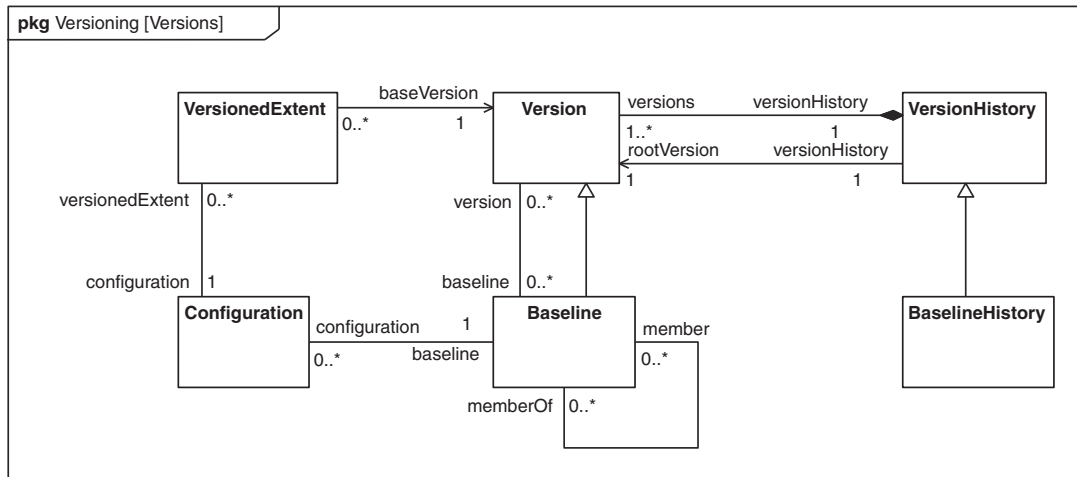 pkg Versioning [Versions]
VersionedExtent
baseVersion
0..*
1
Version
versions
versionHistory
1..*
1
VersionHistory
rootVersion
versionHistory
1
1
versionedExtent
0..*
version
0..*
configuration
1
baseline
0..*
Configuration
configuration
1
0..*
baseline
Baseline
member
0..*
memberOf
0..*
BaselineHistory